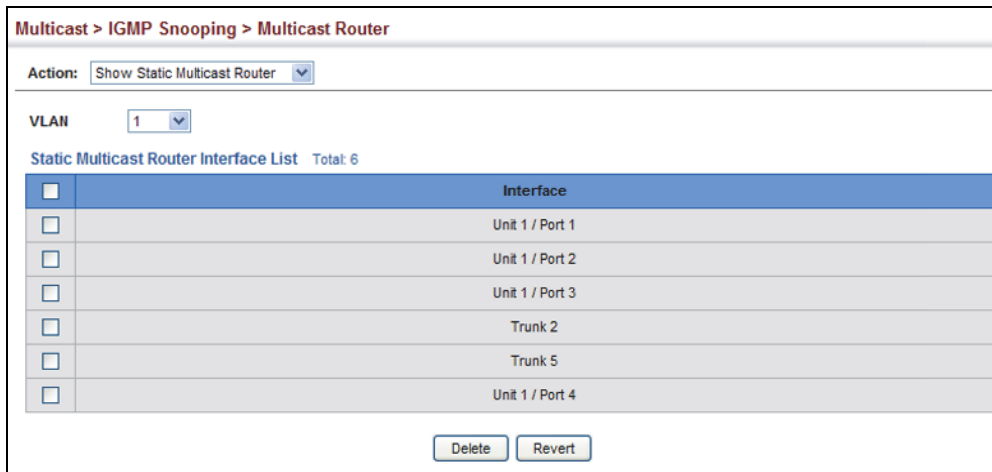 Multicast > IGMP Snooping > Multicast Router
Action: Show Static Multicast Router
VLAN 1
Static Multicast Router Interface List Total: 6
Interface
Unit 1 / Port 1
Unit 1 / Port 2
Unit 1 / Port 3
Trunk 2
Trunk 5
Unit 1 / Port 4
Delete Revert